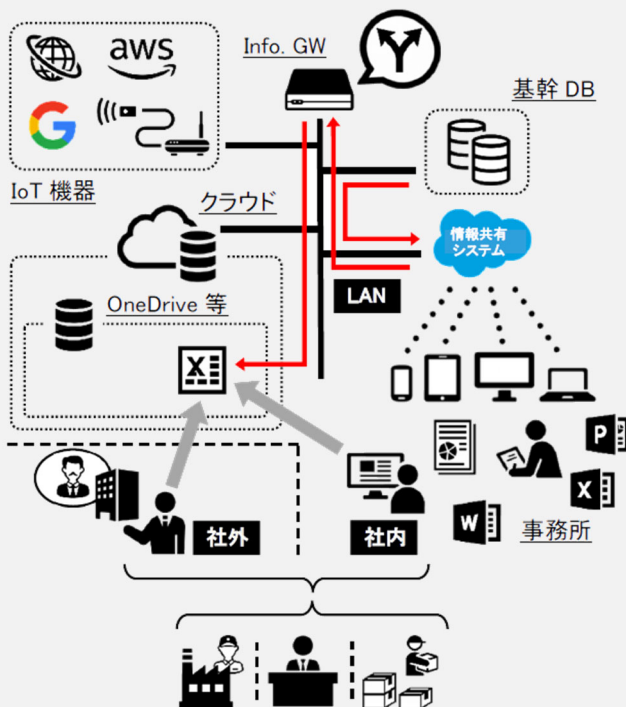 aws
Info. GW
基幹 DB
G
IoT 機器
クラウド
情報共有
システム
OneDrive 等
LAN
X
P
X
W
事務所
社外
社内